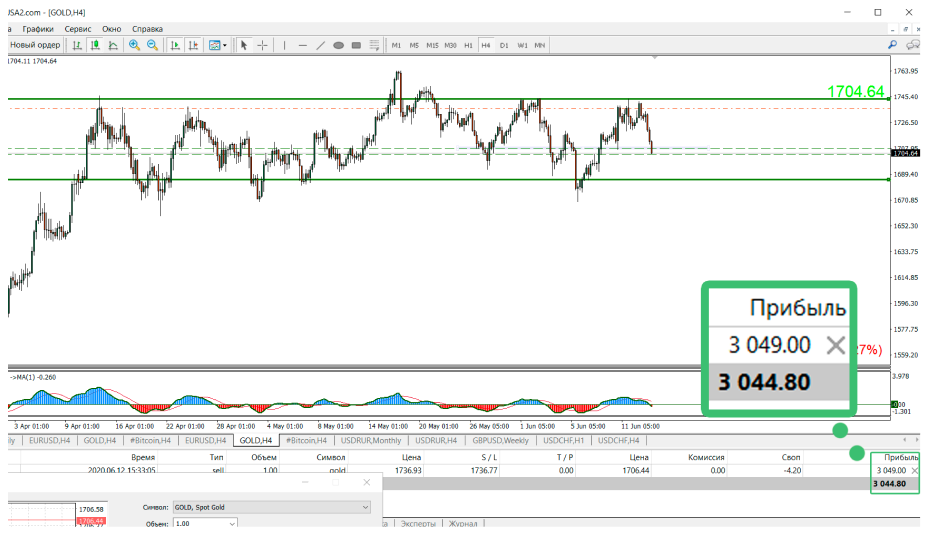 USA2.com - [GOLD,H4]
а Графики Сервис Окно Справка
Новый ордер M1 M5 M15 M30 H1 H4 D1 W1 MN
1704.11 1704.64
1763.95
1704.64
1745.40
1726.50
1707.95
1704.64
1689.40
1670.85
1652.30
1633.75
1614.85
1596.30
1577.75
1559.20
Прибыль
3 049.00
27%)
3 044.80
->MA(1) -0.260
3.978
0.00
-1.301
3 Apr 01:00 9 Apr 01:00 16 Apr 01:00 22 Apr 01:00 28 Apr 01:00 4 May 01:00 8 May 01:00 14 May 01:00 20 May 01:00 26 May 05:00 1 Jun 05:00 5 Jun 05:00 11 Jun 05:00
ly EURUSD,H4 GOLD,H4 #Bitcoin,H4 EURUSD,H4 GOLD,H4 #Bitcoin,H4 USDRUR,Monthly USDRUR,H4 GBPUSD,Weekly USDCHF,H1 USDCHF,H4
Время Тип Объем Символ Цена S / L T / P Цена Комиссия Своп Прибыль
2020.06.12 15:33:05 sell 1.00 gold 1736.93 1736.77 0.00 1706.44 0.00 -4.20 3 049.00
3 044.80
1706.58
Символ: GOLD, Spot Gold
1706.44
Объем: 1.00
са Эксперты Журнал